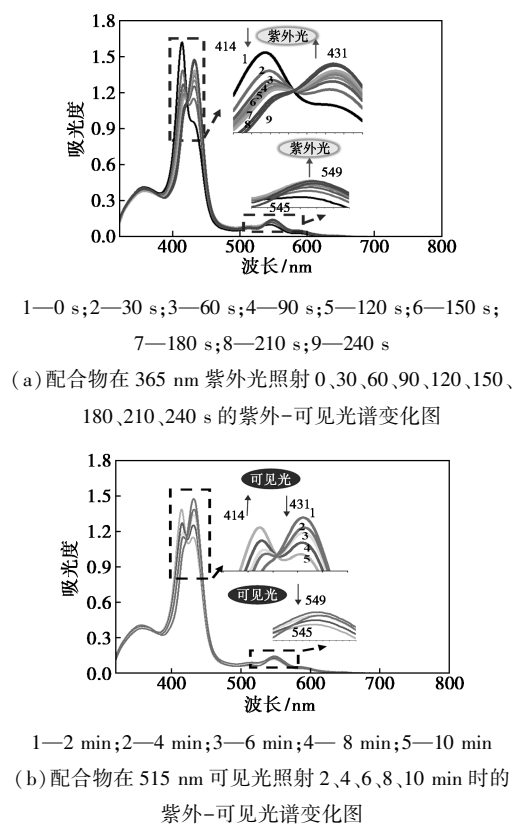 1.8
1.5
1.2
0.9
0.6
0.3
0.0
吸光度
414
紫外光
431
1
2
3
4
5
6
7
8
9
紫外光
549
545
400 500 600 700 800
波长/nm
1—0 s;2—30 s;3—60 s;4—90 s;5—120 s;6—150 s;
7—180 s;8—210 s;9—240 s
(a)配合物在 365 nm 紫外光照射 0、30、60、90、120、150、
180、210、240 s 的紫外-可见光谱变化图
1.8
1.5
1.2
0.9
0.6
0.3
0.0
吸光度
可见光
414
431
1
2
3
4
5
可见光
549
545
400 500 600 700 800
波长/nm
1—2 min;2—4 min;3—6 min;4— 8 min;5—10 min
(b)配合物在 515 nm 可见光照射 2、4、6、8、10 min 时的
紫外-可见光谱变化图